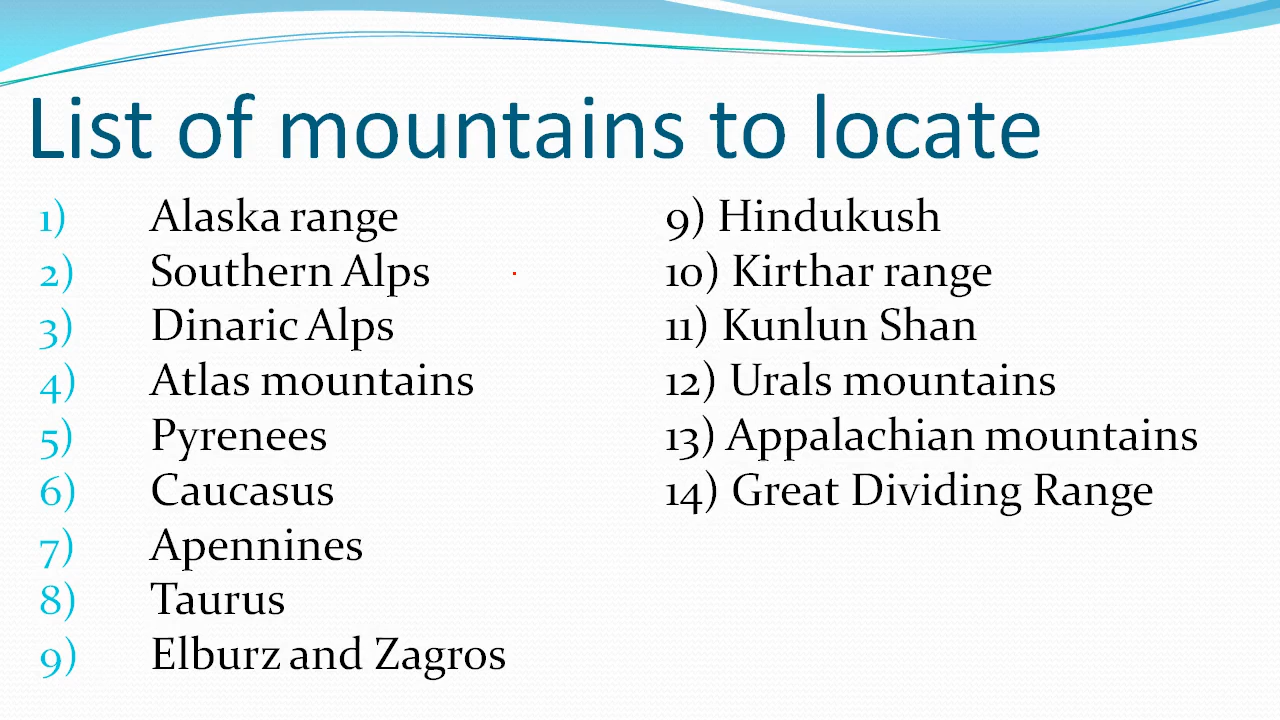 List of mountains to locate
1) Alaska range
2) Southern Alps
3) Dinaric Alps
4) Atlas mountains
5) Pyrenees
6) Caucasus
7) Apennines
8) Taurus
9) Elburz and Zagros
9) Hindukush
10) Kirthar range
11) Kunlun Shan
12) Urals mountains
13) Appalachian mountains
14) Great Dividing Range